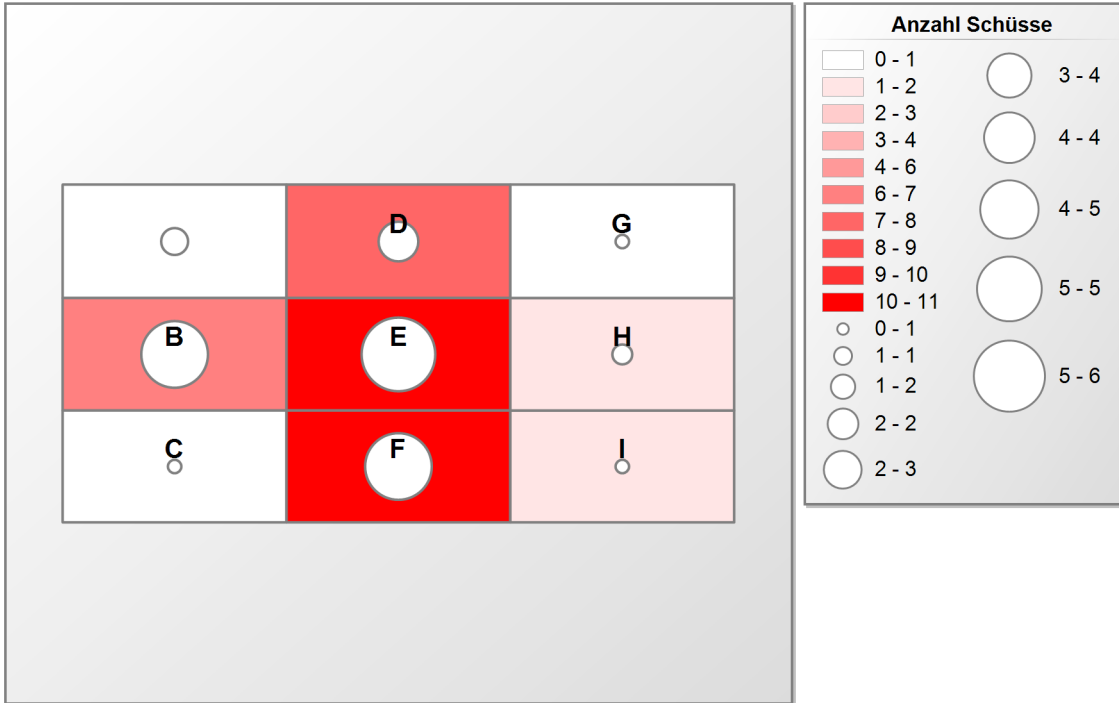 Anzahl Schüsse
0 - 1
1 - 2
2 - 3
3 - 4
4 - 6
6 - 7
7 - 8
8 - 9
9 - 10
10 - 11
0 - 1
1 - 1
1 - 2
2 - 2
2 - 3
3 - 4
4 - 4
4 - 5
5 - 5
5 - 6
D
G
B
E
H
C
F
I